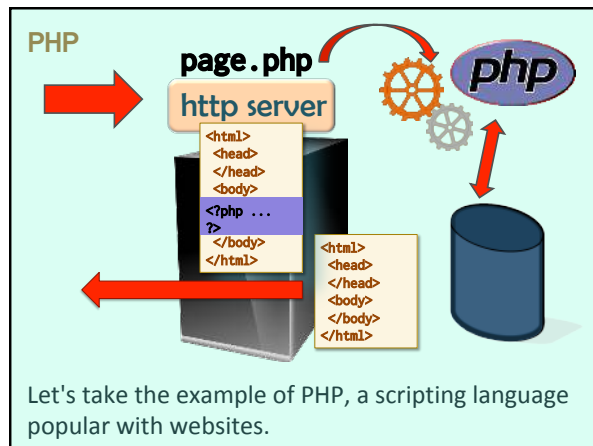 PHP
page.php
php
http server
<html>
<head>
</head>
<body>
<?php ...
?>
</body>
</html>
<html>
<head>
</head>
<body>
</body>
</html>
Let's take the example of PHP, a scripting language
popular with websites.